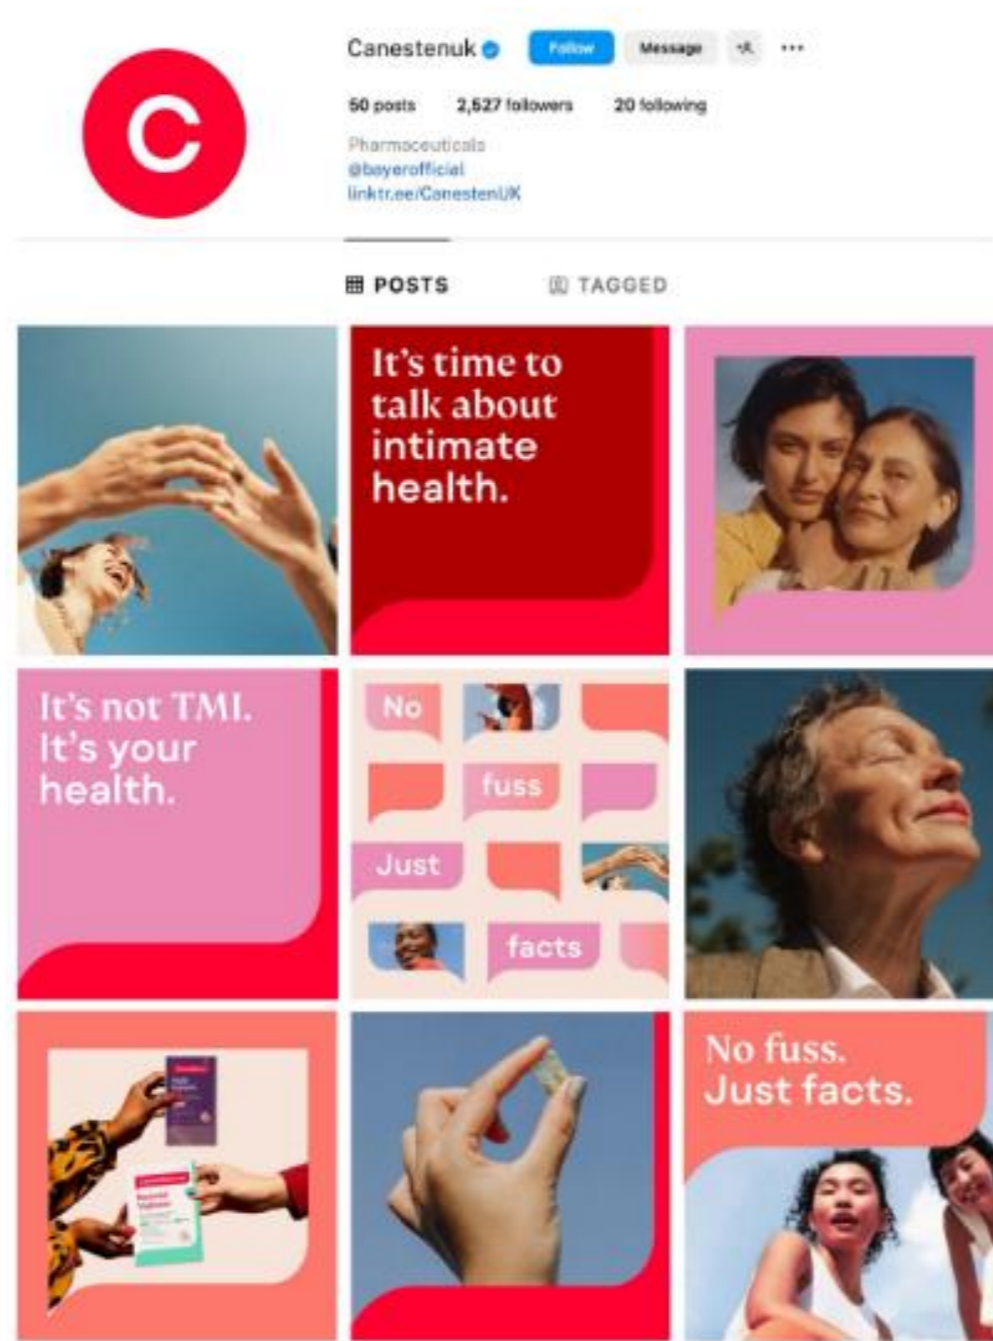 C
Canestenuk
Follow
Message
50 posts
2,527 followers
20 following
Pharmaceuticals
@bayerofficial
linktr.ee/CanestenUK
POSTS
TAGGED
It's time to
talk about
intimate
health.
It's not TMI.
It's your
health.
No
fuss
Just
facts
No fuss.
Just facts.